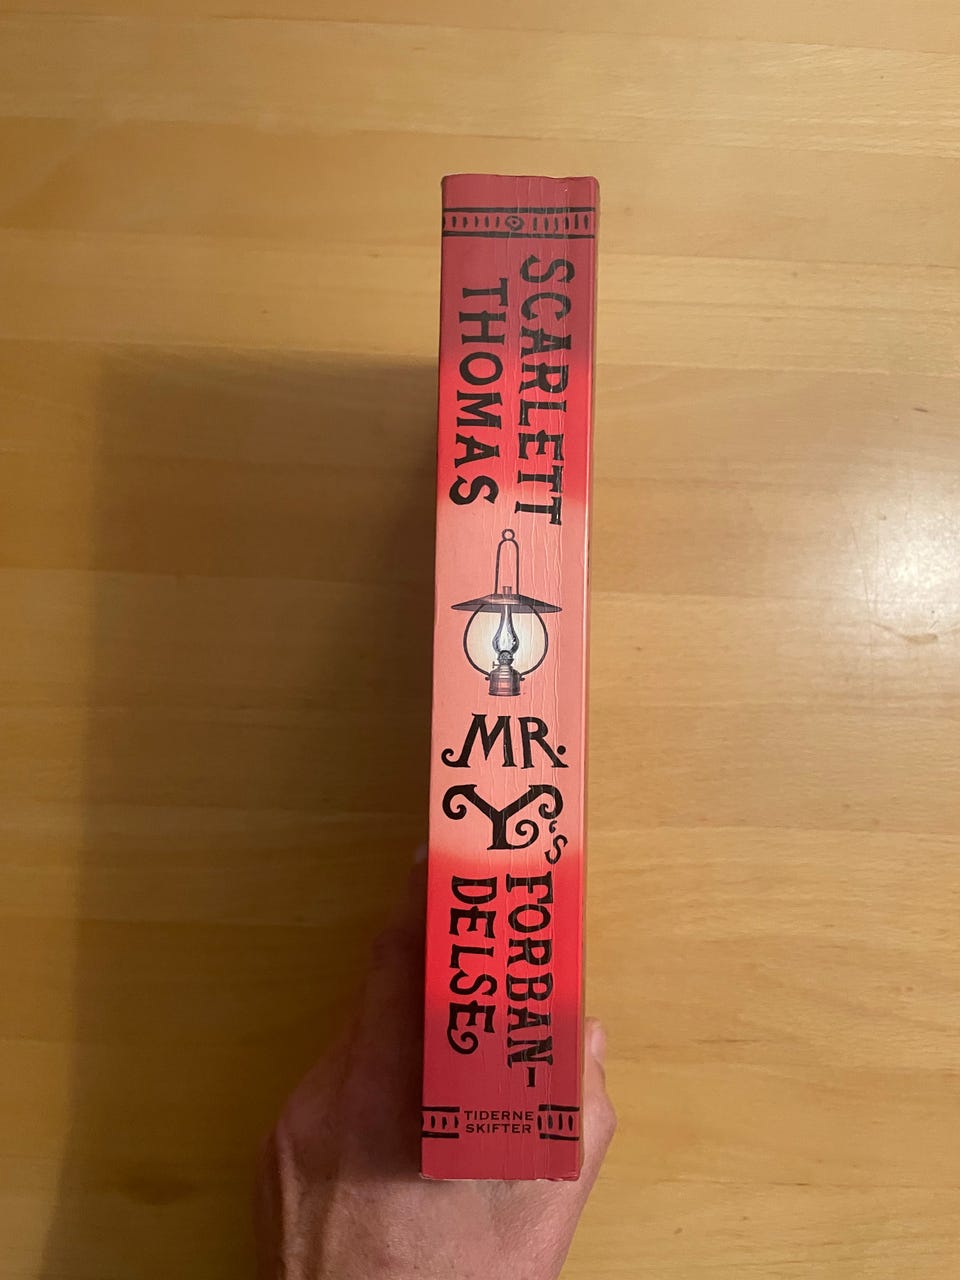 SCARLETT
THOMAS
MR.
Y's
FORBAN-
DELSE
TIDERNE
SKIFTER